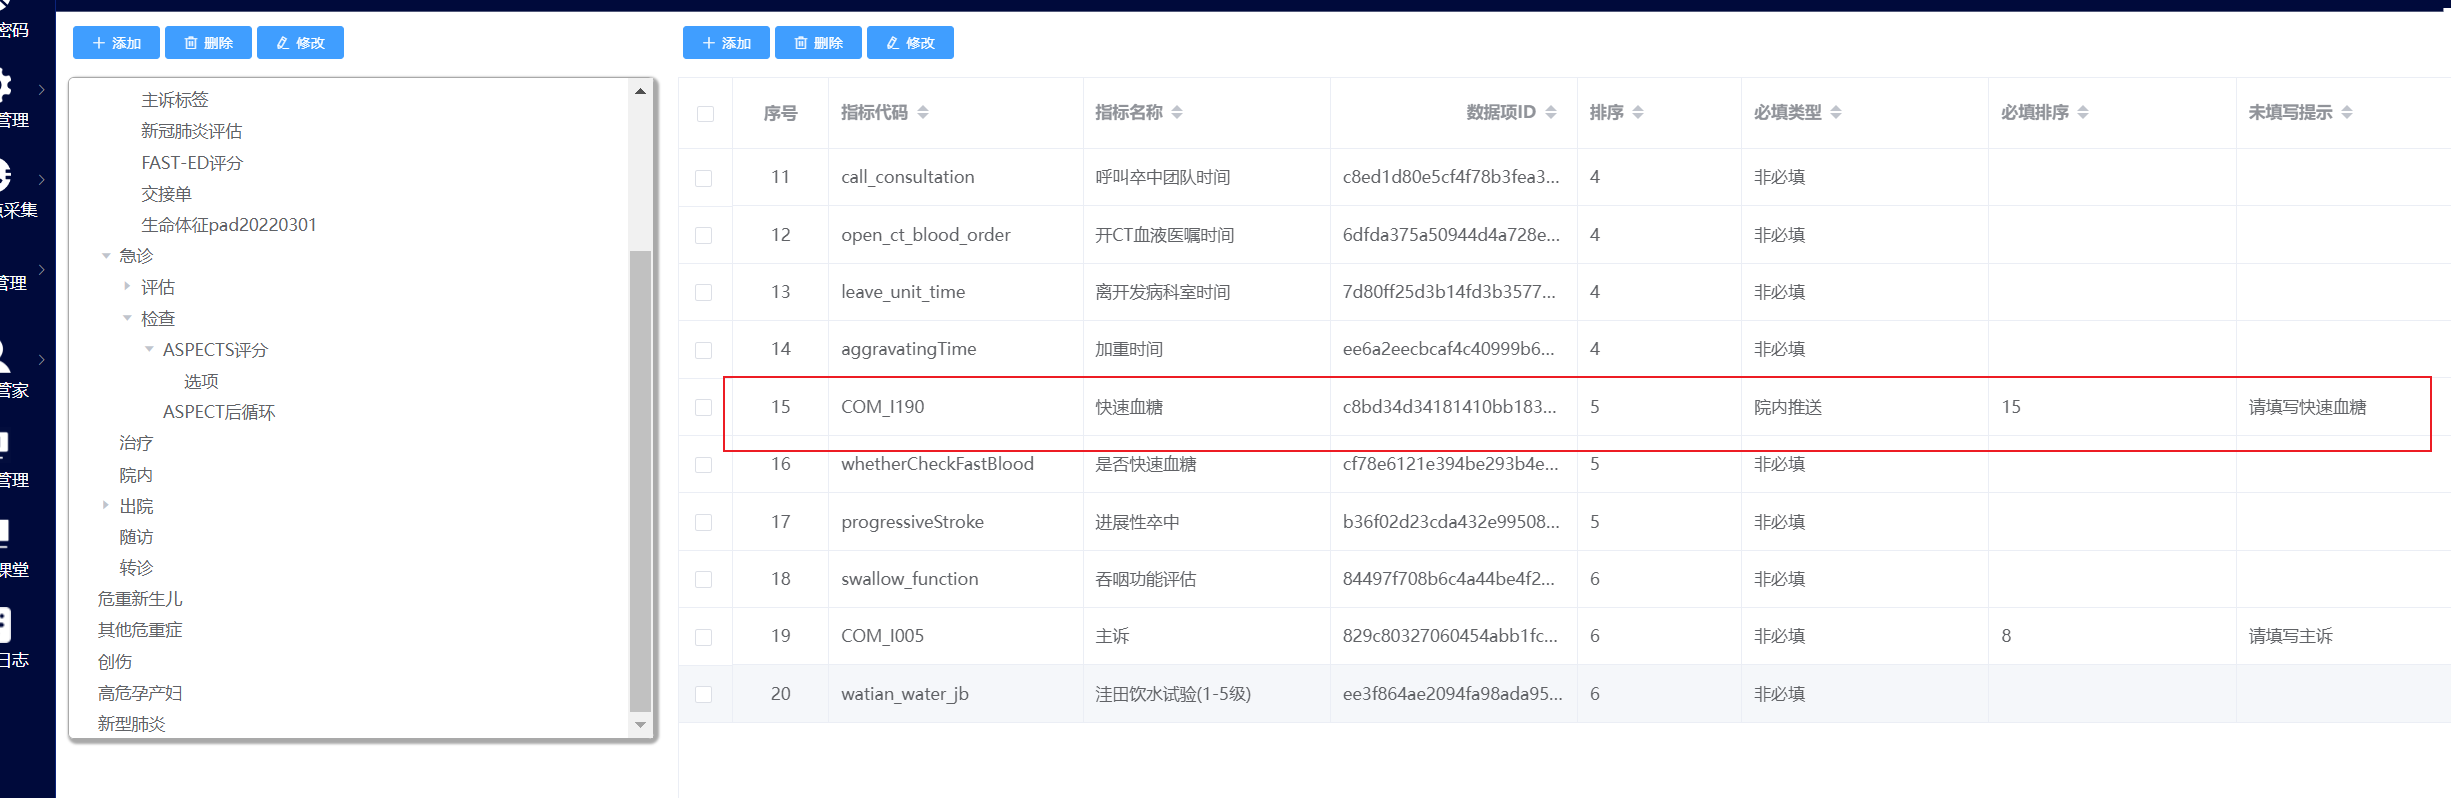 密码
管理
点采集
管理
管家
管理
课堂
日志
添加 删除 修改
主诉标签
新冠肺炎评估
FAST-ED评分
交接单
生命体征pad20220301
急诊
评估
检查
ASPECTS评分
选项
ASPECT后循环
治疗
院内
出院
随访
转诊
危重新生儿
其他危重症
创伤
高危孕产妇
新型肺炎
添加 删除 修改
序号 指标代码 指标名称 数据项ID 排序 必填类型 必填排序 未填写提示
11 call_consultation 呼叫卒中团队时间 c8ed1d80e5cf4f78b3fea3... 4 非必填
12 open_ct_blood_order 开CT血液医嘱时间 6dfda375a50944d4a728e... 4 非必填
13 leave_unit_time 离开发病科室时间 7d80ff25d3b14fd3b3577... 4 非必填
14 aggravatingTime 加重时间 ee6a2eecbcaf4c40999b6... 4 非必填
15 COM_I190 快速血糖 c8bd34d34181410bb183... 5 院内推送 15 请填写快速血糖
16 whetherCheckFastBlood 是否快速血糖 cf78e6121e394be293b4e... 5 非必填
17 progressiveStroke 进展性卒中 b36f02d23cda432e99508... 5 非必填
18 swallow_function 吞咽功能评估 84497f708b6c4a44be4f2... 6 非必填
19 COM_I005 主诉 829c80327060454abb1fc... 6 非必填 8 请填写主诉
20 watian_water_jb 洼田饮水试验(1-5级) ee3f864ae2094fa98ada95... 6 非必填